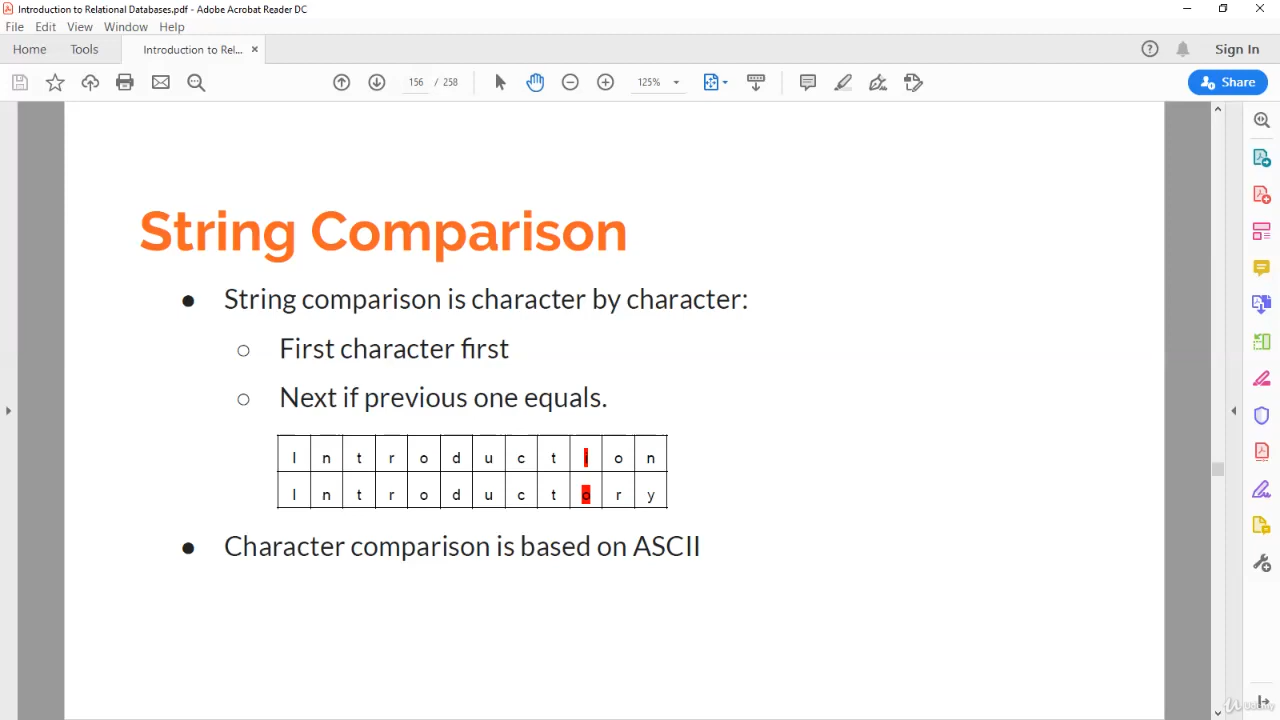 Introduction to Relational Databases.pdf - Adobe Acrobat Reader DC
File Edit View Window Help
Home Tools Introduction to Rel... × Sign In
156 / 258 125% Share
String Comparison
● String comparison is character by character:
○ First character first
○ Next if previous one equals.
I n t r o d u c t i o n
I n t r o d u c t o r y
● Character comparison is based on ASCII
Udemy